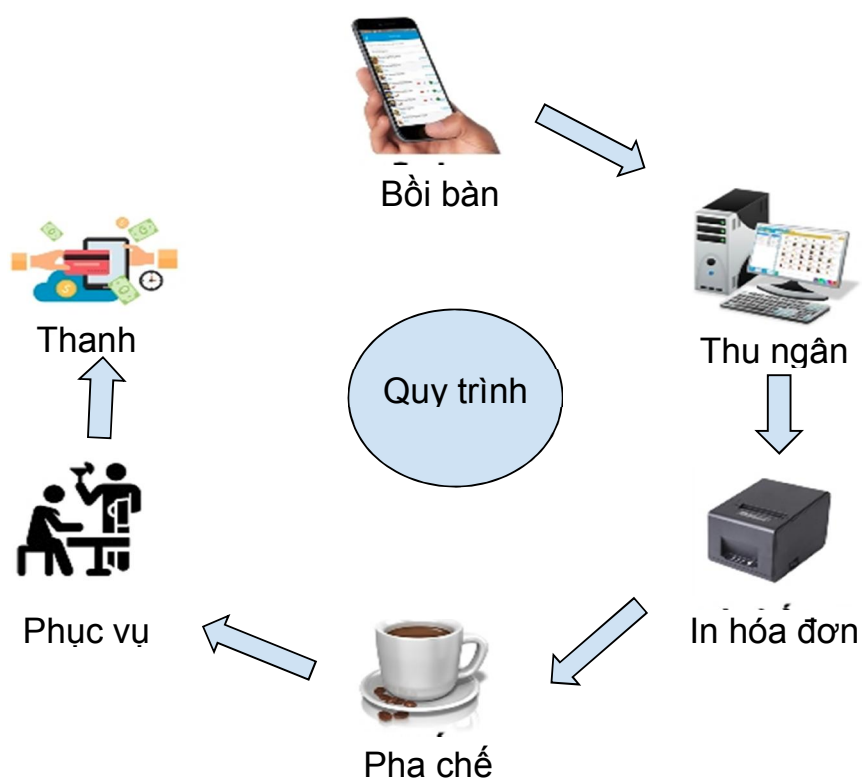 Bồi bàn
Thu ngân
In hóa đơn
Pha chế
Phục vụ
Thanh
Quy trình